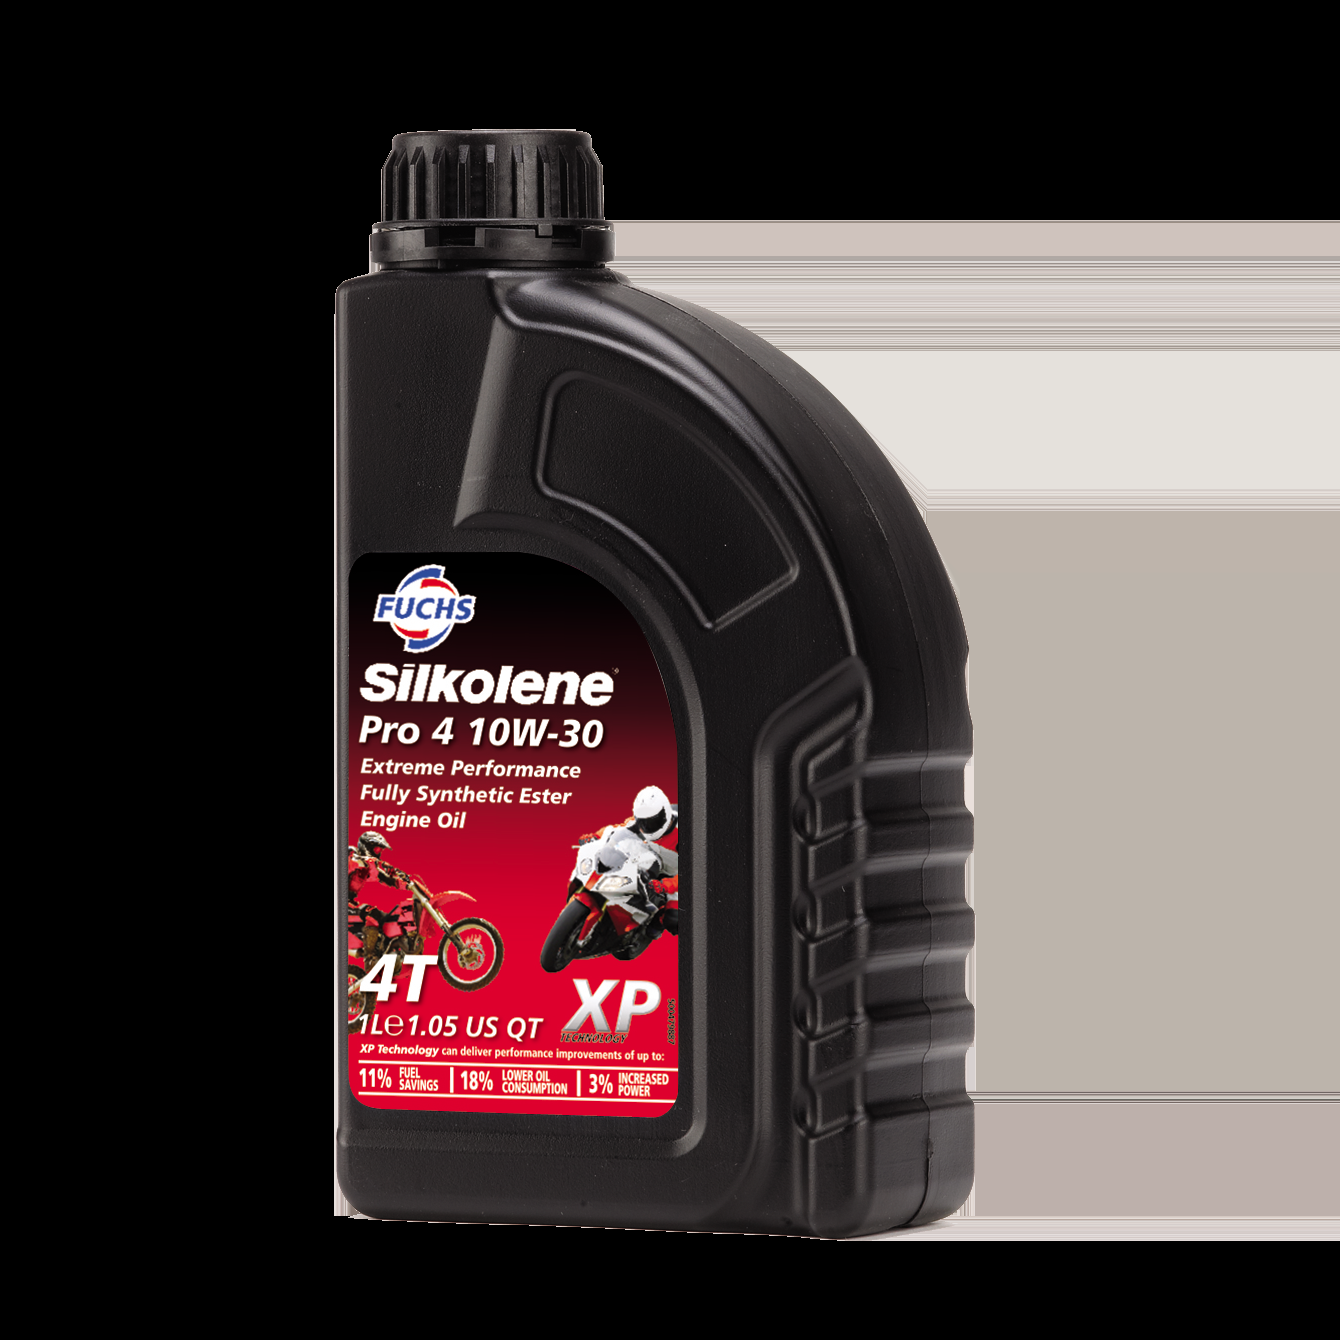 FUCHS
Silkolene
Pro 4 10W-30
Extreme Performance
Fully Synthetic Ester
Engine Oil
4T
XP
TECHNOLOGY
1L℮1.05 US QT
XP Technology can deliver performance improvements of up to:
11% FUEL SAVINGS | 18% LOWER OIL CONSUMPTION | 3% INCREASED POWER